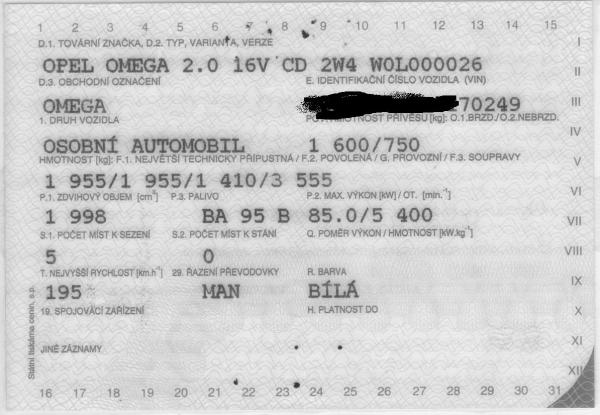 1 2 3 4 5 6 7 8 9 10 11 12 13 14 15
D.1. TOVÁRNÍ ZNAČKA, D.2. TYP, VARIANTA, VERZE I
OPEL OMEGA 2.0 16V CD 2W4 W0L000026 II
D.3. OBCHODNÍ OZNAČENÍ E. IDENTIFIKAČNÍ ČÍSLO VOZIDLA (VIN)
OMEGA 70249 III
1. DRUH VOZIDLA HMOTNOST PŘÍVĚSU [kg]: O.1.BRZD./O.2.NEBRZD.
OSOBNÍ AUTOMOBIL 1 600/750 IV
HMOTNOST [kg]: F.1. NEJVĚTŠÍ TECHNICKY PŘÍPUSTNÁ / F.2. POVOLENÁ / G. PROVOZNÍ / F.3. SOUPRAVY V
1 955/1 955/1 410/3 555 VI
P.1. ZDVIHOVÝ OBJEM [cm³] P.3. PALIVO P.2. MAX. VÝKON [kW] / OT. [min.⁻¹]
1 998 BA 95 B 85.0/5 400 VII
S.1. POČET MÍST K SEZENÍ S.2. POČET MÍST K STÁNÍ Q. POMĚR VÝKON / HMOTNOST [kW.kg⁻¹]
5 0 VIII
T. NEJVYŠŠÍ RYCHLOST [km.h⁻¹] 29. ŘAZENÍ PŘEVODOVKY R. BARVA
195 MAN BÍLÁ IX
19. SPOJOVACÍ ZAŘÍZENÍ H. PLATNOST DO X
JINÉ ZÁZNAMY XI
XII
16 17 18 19 20 21 22 23 24 25 26 27 28 29 30 31
Státní tiskárna cenin, s.p.